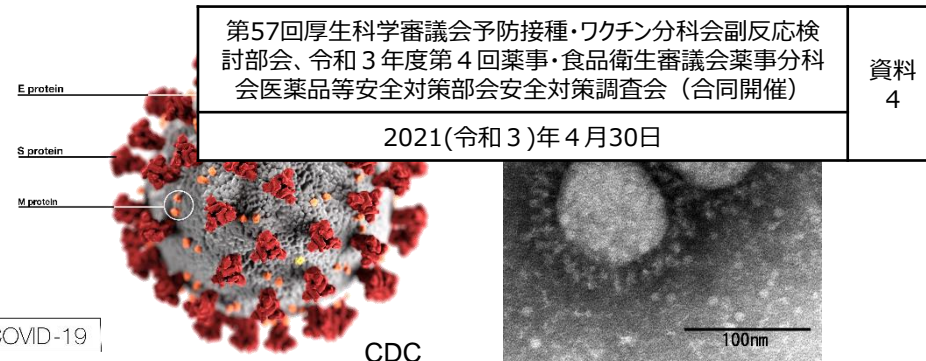 第57回厚生科学審議会予防接種・ワクチン分科会副反応検
討部会、令和３年度第４回薬事・食品衛生審議会薬事分科
会医薬品等安全対策部会安全対策調査会（合同開催）
資料
4
2021(令和３)年４月30日
E protein
S protein
M protein
COVID-19
CDC
100nm